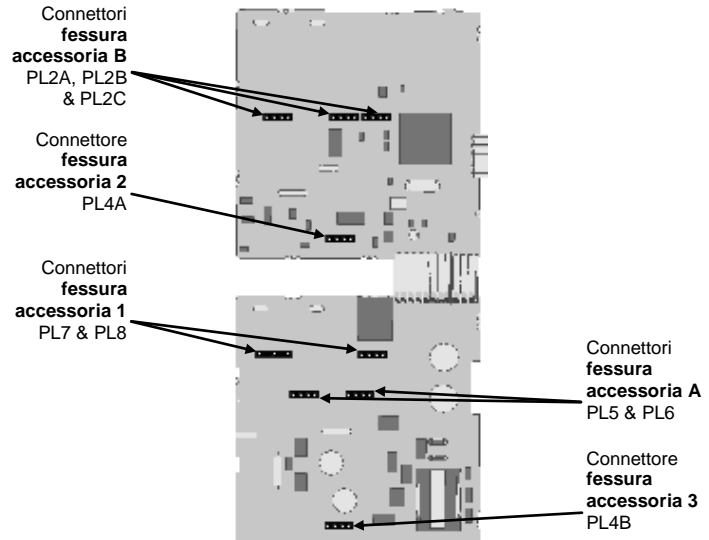 Connettori
fessura
accessoria B
PL2A, PL2B
& PL2C
Connettore
fessura
accessoria 2
PL4A
Connettori
fessura
accessoria 1
PL7 & PL8
Connettori
fessura
accessoria A
PL5 & PL6
Connettore
fessura
accessoria 3
PL4B